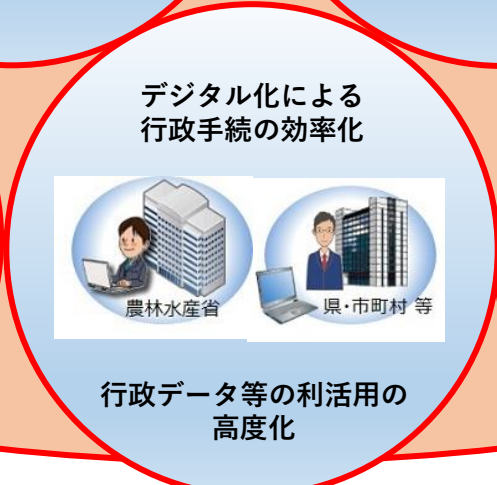 デジタル化による
行政手続の効率化
農林水産省
県・市町村 等
行政データ等の利活用の
高度化